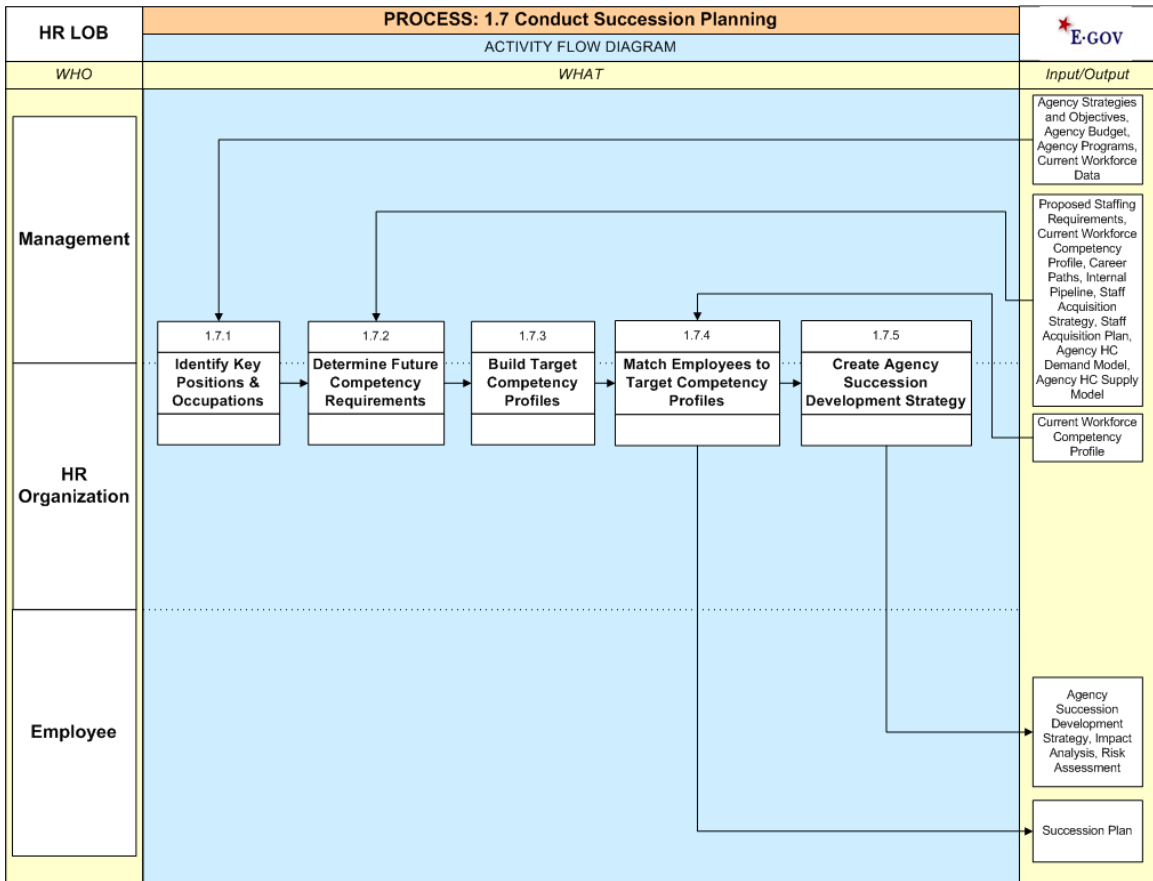 HR LOB
PROCESS: 1.7 Conduct Succession Planning
ACTIVITY FLOW DIAGRAM
E-GOV
WHO
WHAT
Input/Output
Management
HR
Organization
Employee
1.7.1
Identify Key
Positions &
Occupations
1.7.2
Determine Future
Competency
Requirements
1.7.3
Build Target
Competency
Profiles
1.7.4
Match Employees to
Target Competency
Profiles
1.7.5
Create Agency
Succession
Development Strategy
Agency Strategies
and Objectives,
Agency Budget,
Agency Programs,
Current Workforce
Data
Proposed Staffing
Requirements,
Current Workforce
Competency
Profile, Career
Paths, Internal
Pipeline, Staff
Acquisition
Strategy, Staff
Acquisition Plan,
Agency HC
Demand Model,
Agency HC Supply
Model
Current Workforce
Competency
Profile
Agency
Succession
Development
Strategy, Impact
Analysis, Risk
Assessment
Succession Plan